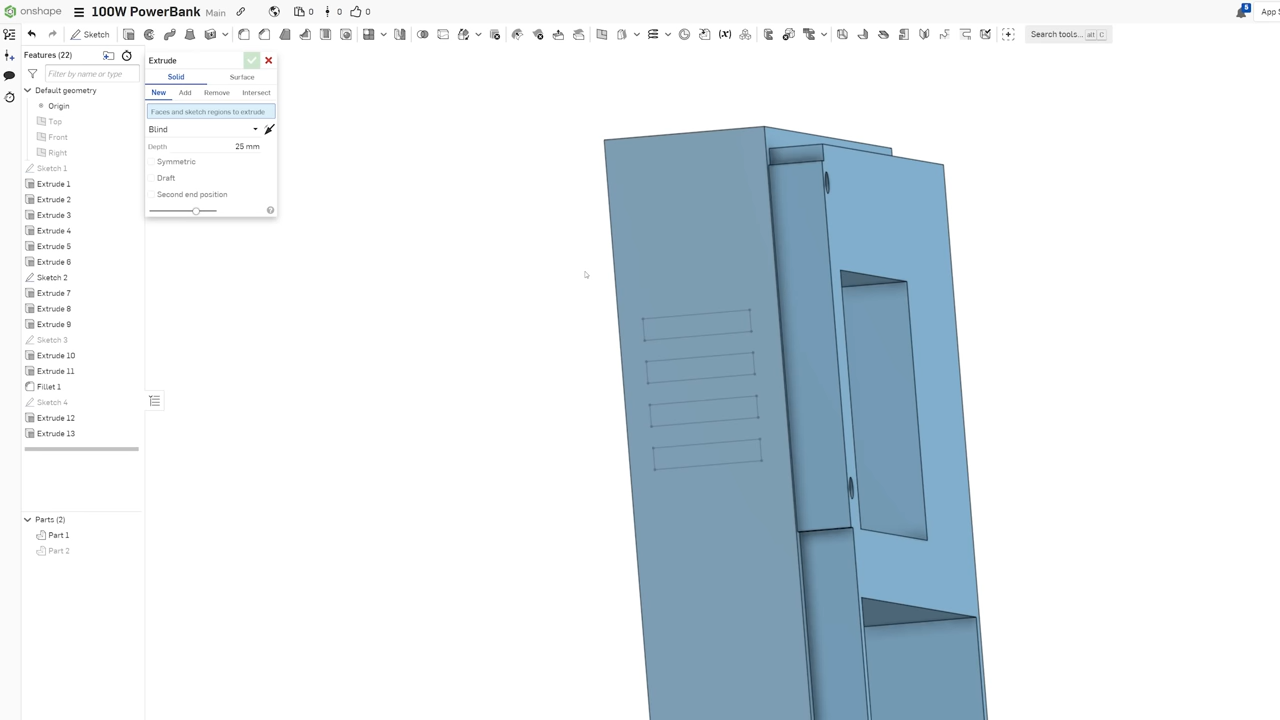 onshape 100W PowerBank Main 0 0 0 5 App S
Sketch Search tools... alt C
Features (22)
Filter by name or type
Default geometry
Origin
Top
Front
Right
Sketch 1
Extrude 1
Extrude 2
Extrude 3
Extrude 4
Extrude 5
Extrude 6
Sketch 2
Extrude 7
Extrude 8
Extrude 9
Sketch 3
Extrude 10
Extrude 11
Fillet 1
Sketch 4
Extrude 12
Extrude 13
Parts (2)
Part 1
Part 2
Extrude
Solid Surface
New Add Remove Intersect
Faces and sketch regions to extrude
Blind
Depth 25 mm
Symmetric
Draft
Second end position